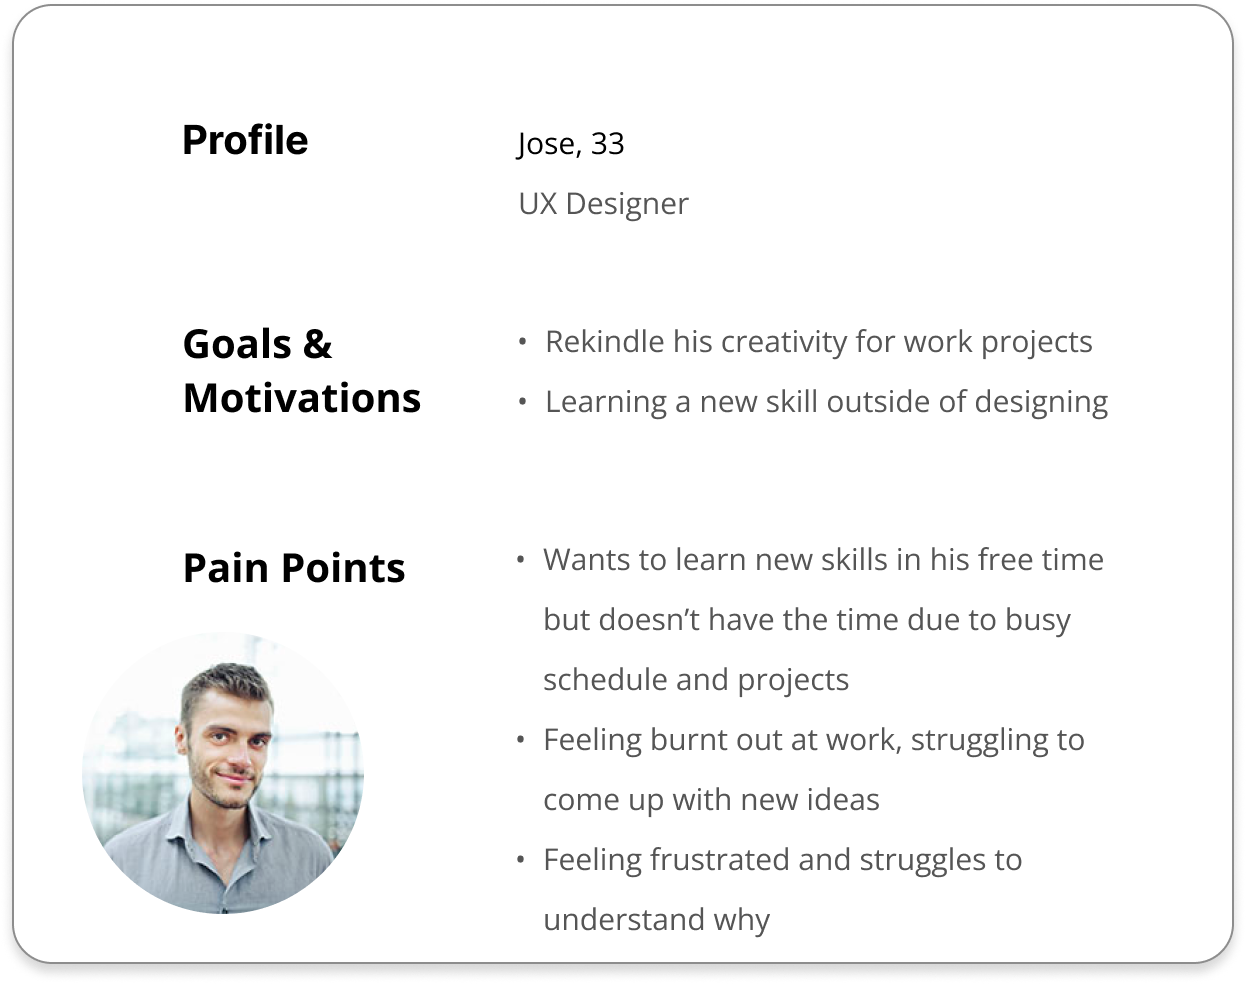 Profile
Jose, 33
UX Designer
Goals &
Motivations
• Rekindle his creativity for work projects
• Learning a new skill outside of designing
Pain Points
• Wants to learn new skills in his free time
but doesn’t have the time due to busy
schedule and projects
• Feeling burnt out at work, struggling to
come up with new ideas
• Feeling frustrated and struggles to
understand why